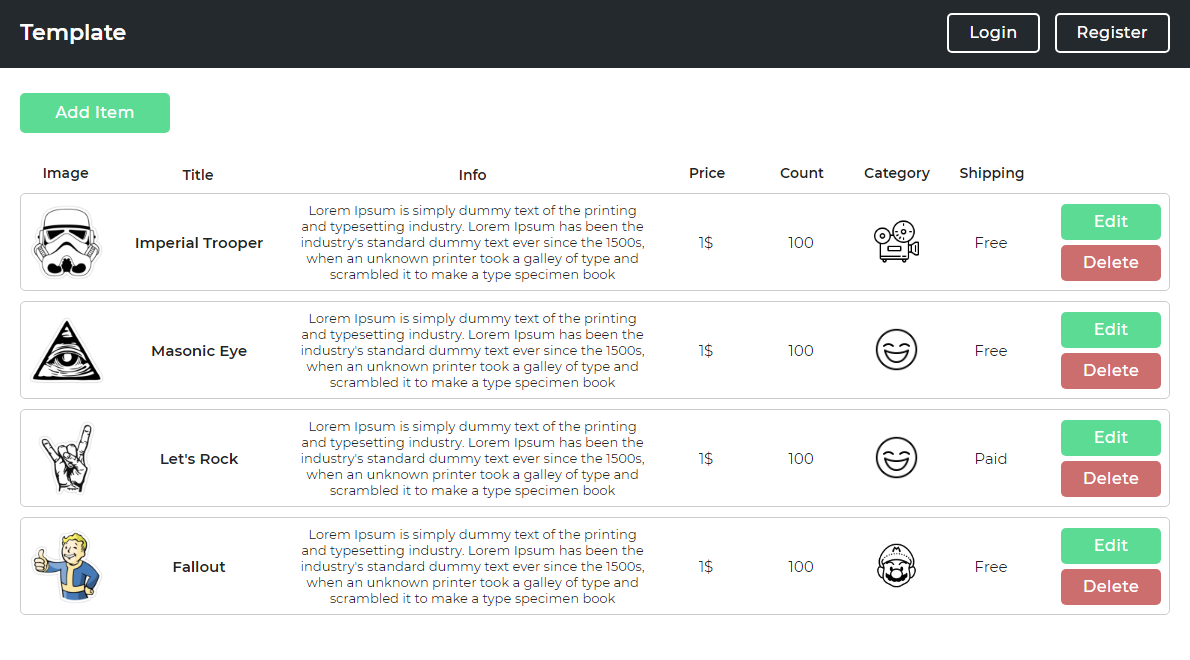 Template
Login
Register
Add Item
Image
Title
Info
Price
Count
Category
Shipping
Imperial Trooper
Lorem Ipsum is simply dummy text of the printing
and typesetting industry. Lorem Ipsum has been the
industry's standard dummy text ever since the 1500s,
when an unknown printer took a galley of type and
scrambled it to make a type specimen book
1$
100
Free
Edit
Delete
Masonic Eye
Lorem Ipsum is simply dummy text of the printing
and typesetting industry. Lorem Ipsum has been the
industry's standard dummy text ever since the 1500s,
when an unknown printer took a galley of type and
scrambled it to make a type specimen book
1$
100
Free
Edit
Delete
Let's Rock
Lorem Ipsum is simply dummy text of the printing
and typesetting industry. Lorem Ipsum has been the
industry's standard dummy text ever since the 1500s,
when an unknown printer took a galley of type and
scrambled it to make a type specimen book
1$
100
Paid
Edit
Delete
Fallout
Lorem Ipsum is simply dummy text of the printing
and typesetting industry. Lorem Ipsum has been the
industry's standard dummy text ever since the 1500s,
when an unknown printer took a galley of type and
scrambled it to make a type specimen book
1$
100
Free
Edit
Delete